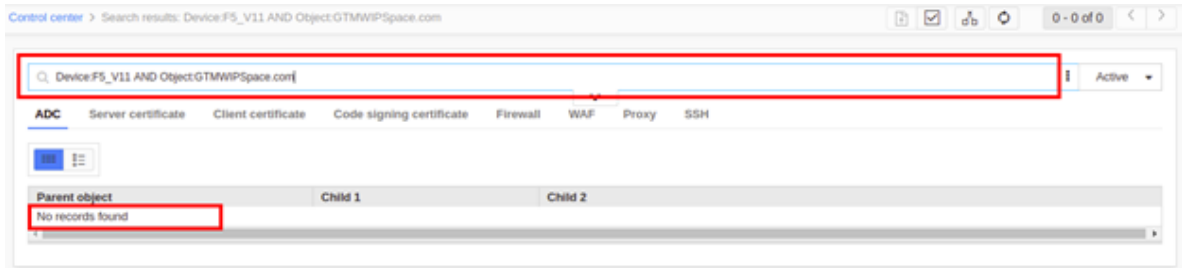 Control center > Search results: Device:F5_V11 AND Object:GTMWIPSpace.com
0 - 0 of 0 < >
Device:F5_V11 AND Object:GTMWIPSpace.com
Active
ADC Server certificate Client certificate Code signing certificate Firewall WAF Proxy SSH
Parent object Child 1 Child 2
No records found